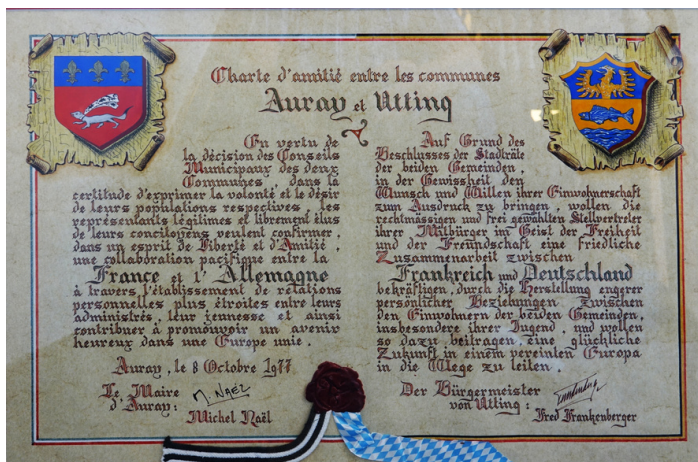 Charte d'amitié entre les communes
Auray et Utting
En vertu de
la décision des Conseils
Municipaux des deux
Communes, dans la
certitude d'exprimer la volonté et le désir
de leurs populations respectives, les
représentants légitimes et librement élus
de leurs concitoyens veulent confirmer,
dans un esprit de Liberté et d'Amitié,
une collaboration pacifique entre la
France et l'Allemagne
à travers l'établissement de relations
personnelles plus étroites entre leurs
administrés, leur jeunesse et ainsi
contribuer à promouvoir un avenir
heureux dans une Europe unie.
Auray, le 8 Octobre 1977
Le Maire
d'Auray:
M. NAËL
Michel Naël
Auf Grund des
Beschlusses der Stadträte
der beiden Gemeinden,
in der Gewissheit den
Wunsch und Willen ihrer Einwohnerschaft
zum Ausdruck zu bringen, wollen die
rechtmässigen und frei gewählten Stellvertreter
ihrer Mitbürger im Geist der Freiheit
und der Freundschaft eine friedliche
Zusammenarbeit zwischen
Frankreich und Deutschland
bekräftigen, durch die Herstellung engerer
persönlicher Beziehungen zwischen
den Einwohnern der beiden Gemeinden,
insbesondere ihrer Jugend, und wollen
so dazu beitragen, eine glückliche
Zukunft in einem vereinten Europa
in die Wege zu leiten.
Der Bürgermeister
von Utting:
Fred Frankenberger